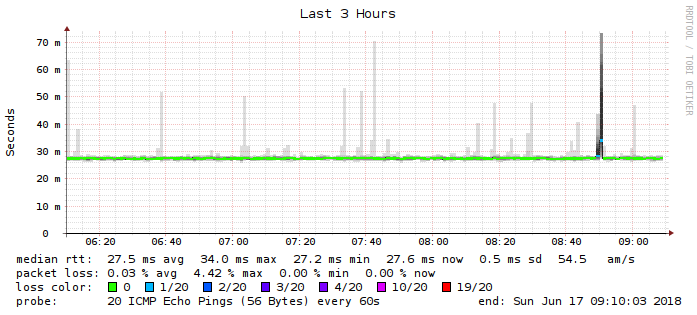 Last 3 Hours
RRDTOOL / TOBI OETIKER
Seconds
70 m
60 m
50 m
40 m
30 m
20 m
10 m
0
06:20 06:40 07:00 07:20 07:40 08:00 08:20 08:40 09:00
median rtt: 27.5 ms avg 34.0 ms max 27.2 ms min 27.6 ms now 0.5 ms sd 54.5 am/s
packet loss: 0.03 % avg 4.42 % max 0.00 % min 0.00 % now
loss color: 0 1/20 2/20 3/20 4/20 10/20 19/20
probe: 20 ICMP Echo Pings (56 Bytes) every 60s end: Sun Jun 17 09:10:03 2018